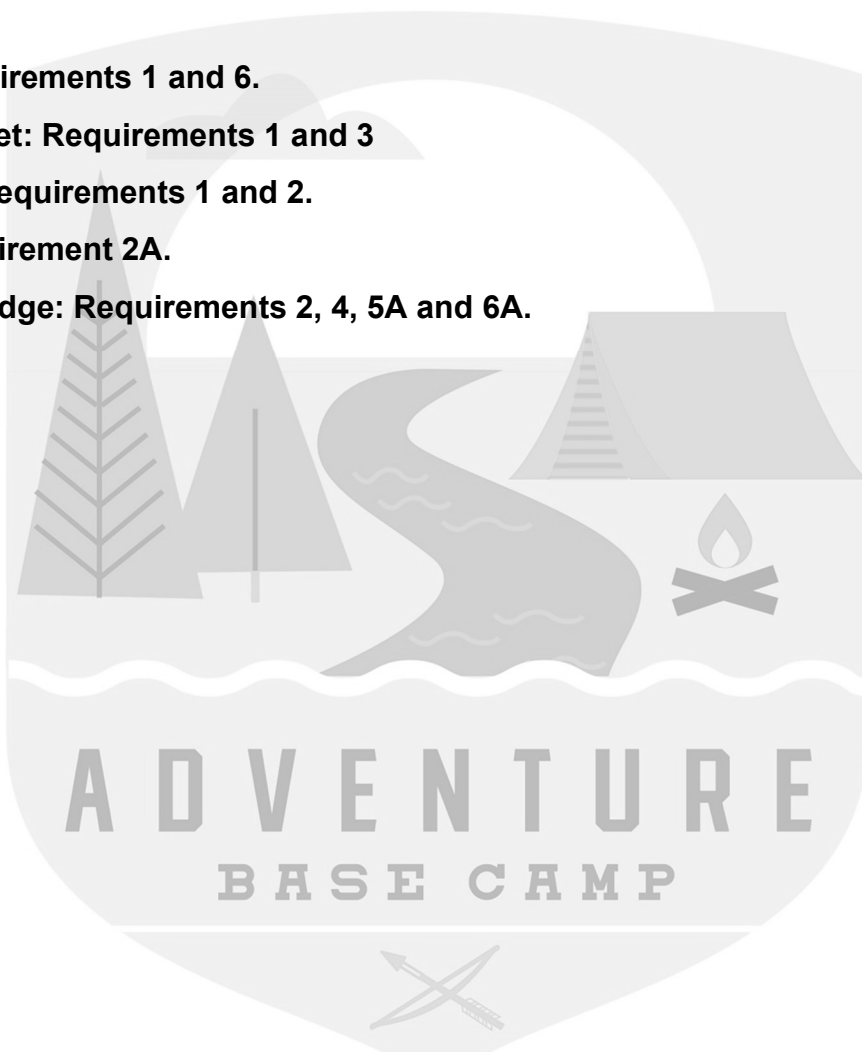 irements 1 and 6.
et: Requirements 1 and 3
equirements 1 and 2.
irement 2A.
dge: Requirements 2, 4, 5A and 6A.
ADVENTURE
BASE CAMP